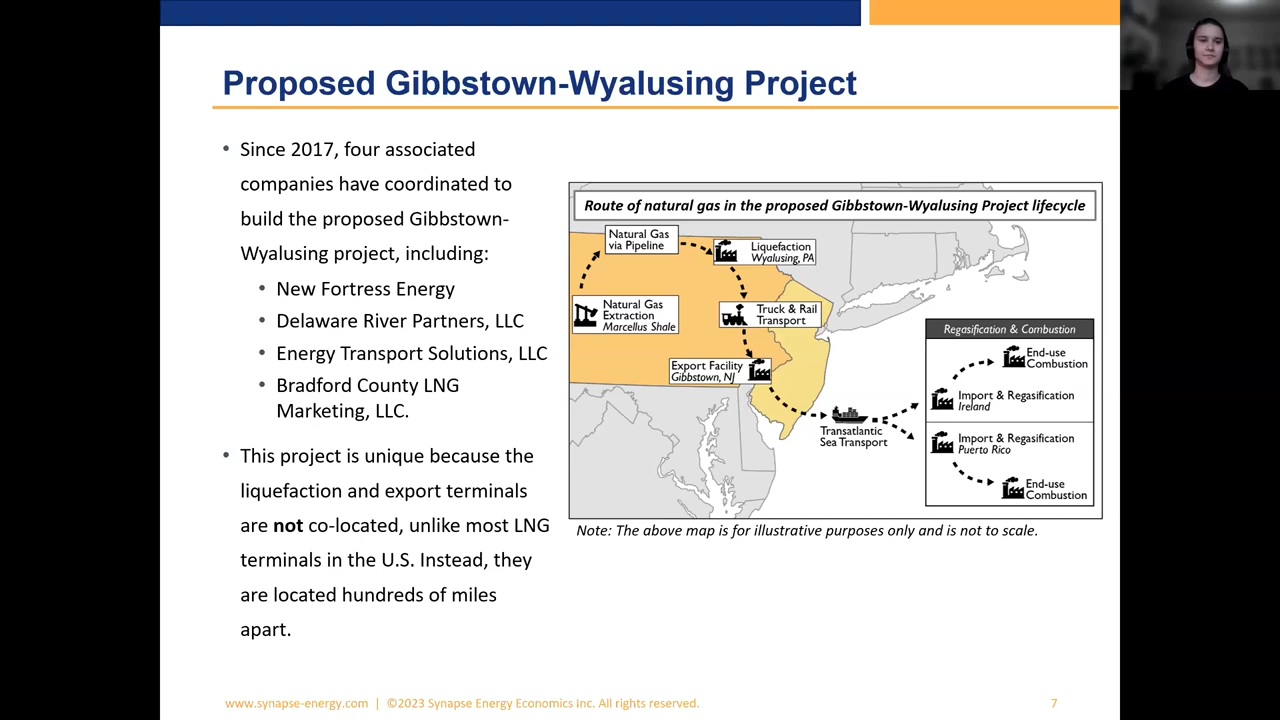 Proposed Gibbstown-Wyalusing Project
• Since 2017, four associated
companies have coordinated to
build the proposed Gibbstown-
Wyalusing project, including:
• New Fortress Energy
• Delaware River Partners, LLC
• Energy Transport Solutions, LLC
• Bradford County LNG
Marketing, LLC.
• This project is unique because the
liquefaction and export terminals
are not co-located, unlike most LNG
terminals in the U.S. Instead, they
are located hundreds of miles
apart.
Route of natural gas in the proposed Gibbstown-Wyalusing Project lifecycle
Natural Gas
via Pipeline
Liquefaction
Wyalusing, PA
Natural Gas
Extraction
Marcellus Shale
Truck & Rail
Transport
Export Facility
Gibbstown, NJ
Transatlantic
Sea Transport
Regasification & Combustion
End-use
Combustion
Import & Regasification
Ireland
Import & Regasification
Puerto Rico
End-use
Combustion
Note: The above map is for illustrative purposes only and is not to scale.
www.synapse-energy.com | ©2023 Synapse Energy Economics Inc. All rights reserved.
7